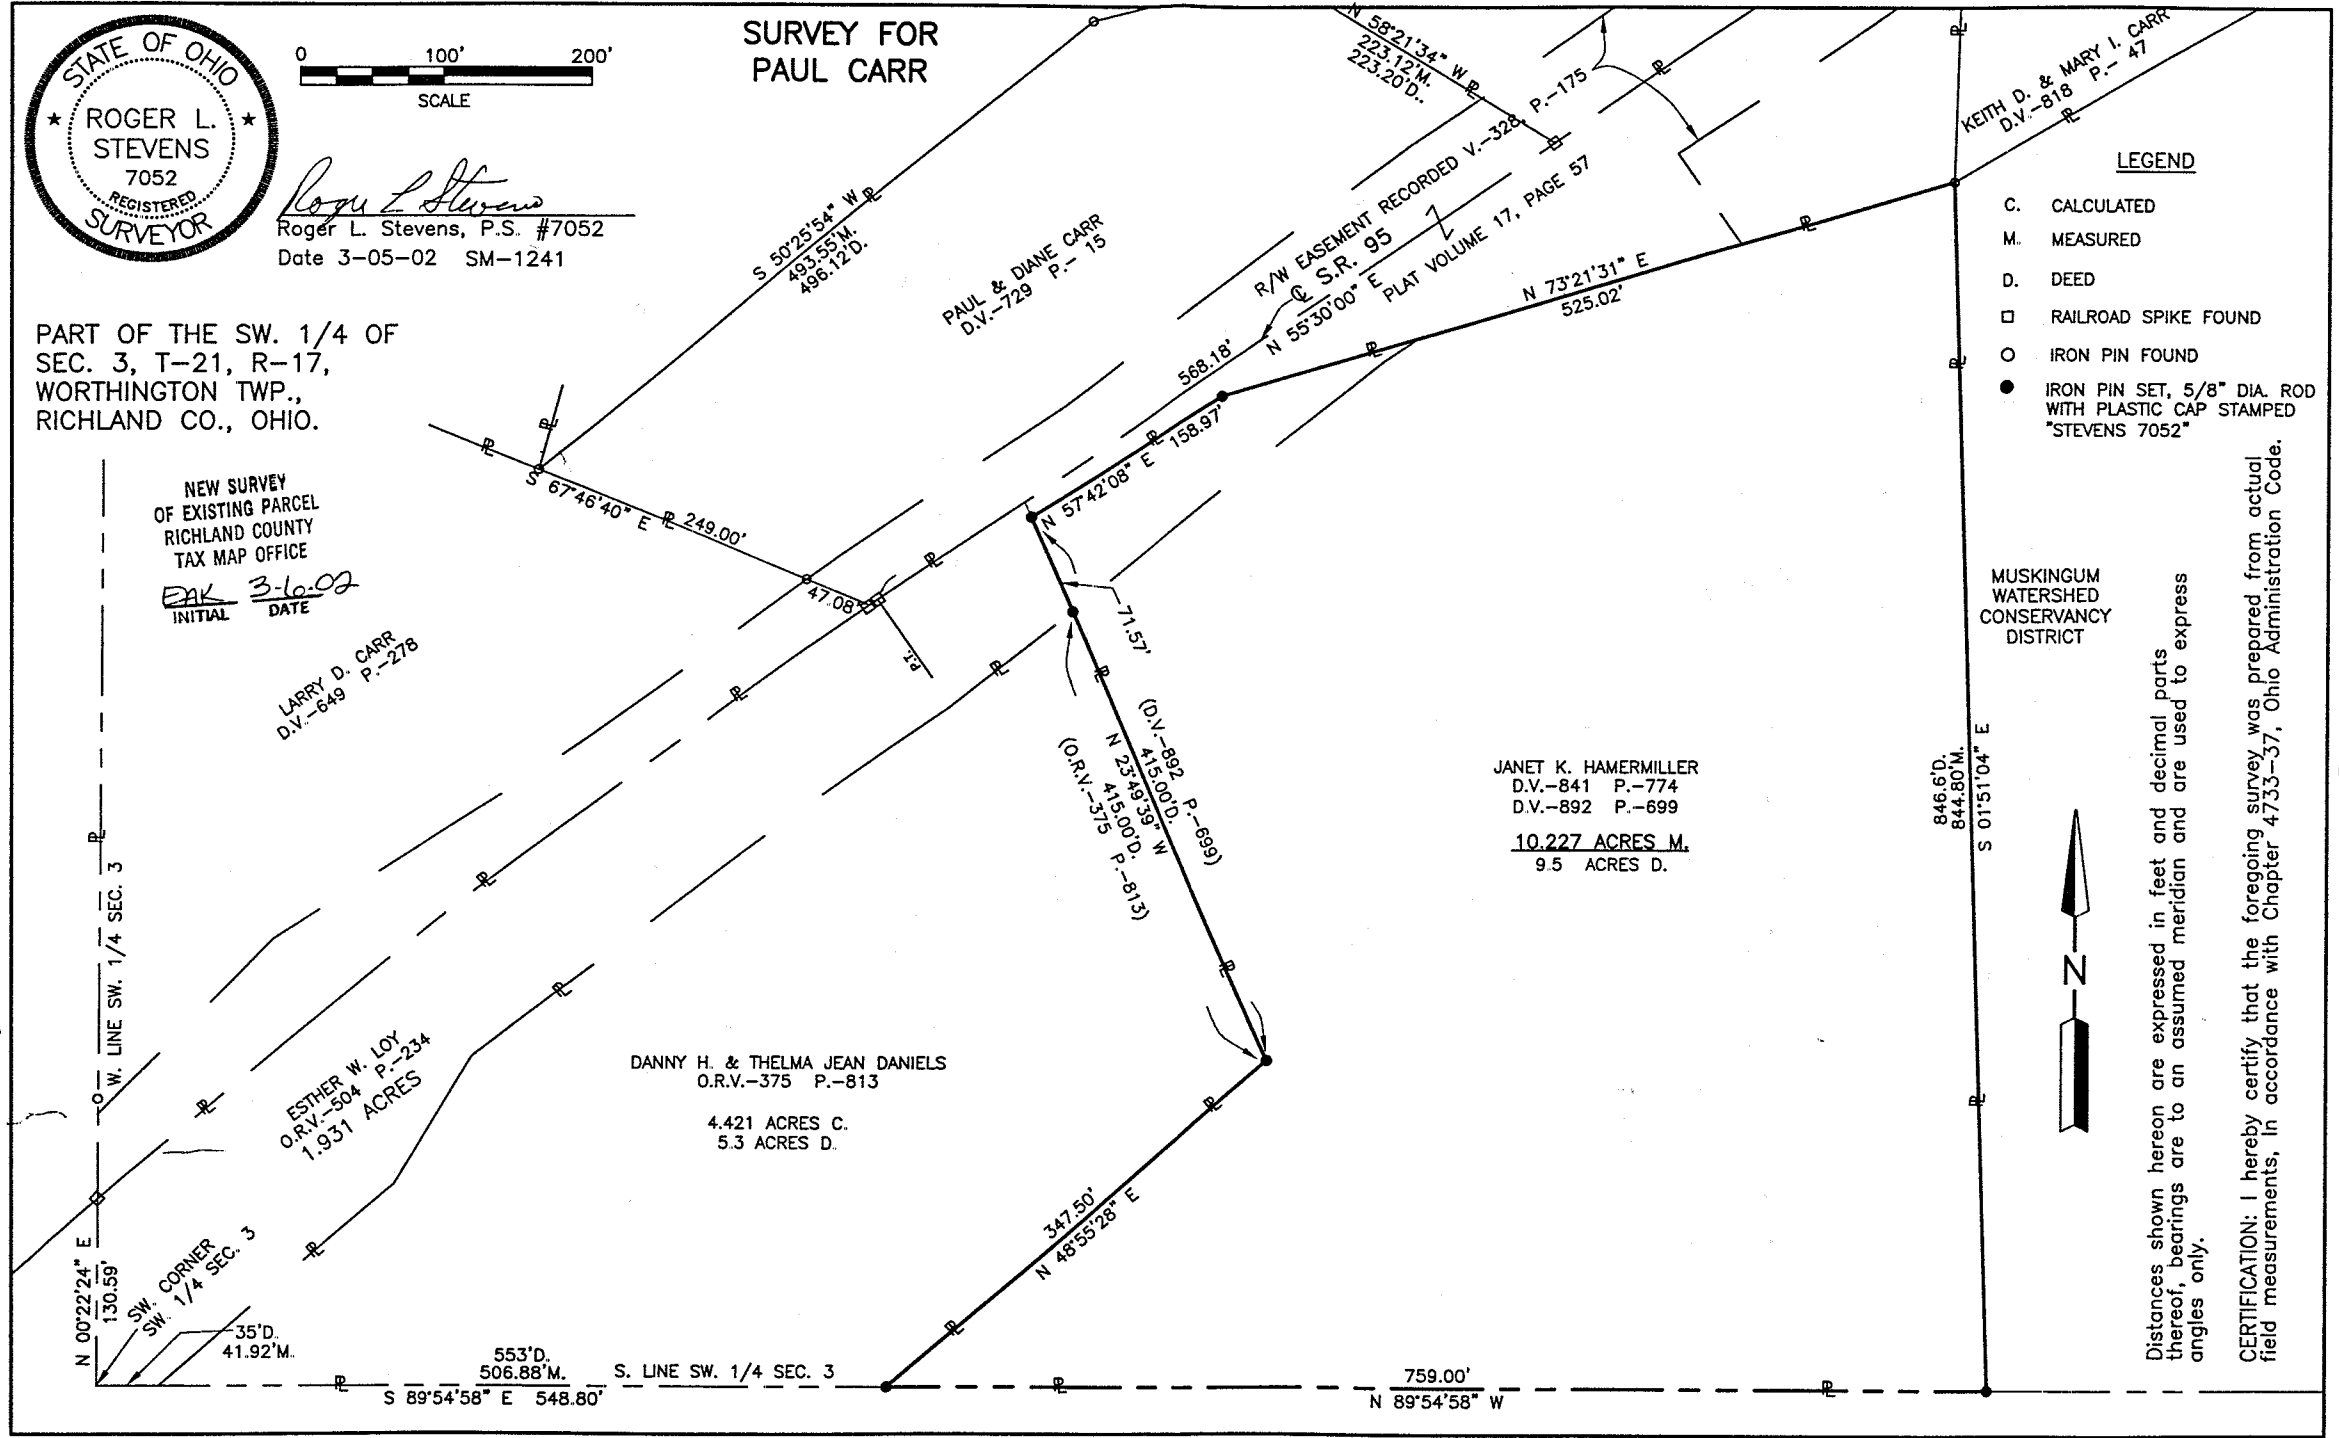 SURVEY FOR
PAUL CARR
STATE OF OHIO
ROGER L.
STEVENS
7052
REGISTERED
SURVEYOR
0 100' 200'
SCALE
Roger L Stevens
Roger L. Stevens, P.S. #7052
Date 3-05-02 SM-1241
PART OF THE SW. 1/4 OF
SEC. 3, T-21, R-17,
WORTHINGTON TWP.,
RICHLAND CO., OHIO.
NEW SURVEY
OF EXISTING PARCEL
RICHLAND COUNTY
TAX MAP OFFICE
EAK 3-6-02
INITIAL DATE
S 50°25'54" W
493.55'M.
496.12'D.
PAUL & DIANE CARR
D.V.-729 P.- 15
N 58°21'34" W
223.12'M.
223.20'D..
R/W EASEMENT RECORDED V.-328, P.-175
℄ S.R. 95
N 55°30'00" E
PLAT VOLUME 17, PAGE 57
568.18'
N 73°21'31" E
525.02'
KEITH D. & MARY I. CARR
D.V.-818 P.- 47
LEGEND
C. CALCULATED
M. MEASURED
D. DEED
RAILROAD SPIKE FOUND
IRON PIN FOUND
IRON PIN SET, 5/8" DIA. ROD
WITH PLASTIC CAP STAMPED
"STEVENS 7052"
S 67°46'40" E
249.00'
47.08'
P.T.
N 57°42'08" E 158.97'
71.57'
(D.V.-892 P.-699)
415.00'D.
N 23°49'39" W
415.00'D.
(O.R.V.-375 P.-813)
LARRY D. CARR
D.V.-649 P.-278
W. LINE SW. 1/4 SEC. 3
ESTHER W. LOY
O.R.V.-504 P.-234
1.931 ACRES
DANNY H. & THELMA JEAN DANIELS
O.R.V.-375 P.-813
4.421 ACRES C.
5.3 ACRES D.
JANET K. HAMERMILLER
D.V.-841 P.-774
D.V.-892 P.-699
10.227 ACRES M.
9.5 ACRES D.
MUSKINGUM
WATERSHED
CONSERVANCY
DISTRICT
846.6'D.
844.80'M.
S 01°51'04" E
N
347.50'
N 48°55'28" E
N 00°22'24" E
130.59'
SW. CORNER
SW. 1/4 SEC. 3
35'D.
41.92'M.
553'D.
506.88'M.
S. LINE SW. 1/4 SEC. 3
S 89°54'58" E 548.80'
759.00'
N 89°54'58" W
Distances shown hereon are expressed in feet and decimal parts
thereof, bearings are to an assumed meridian and are used to express
angles only.
CERTIFICATION: I hereby certify that the foregoing survey was prepared from actual
field measurements, In accordance with Chapter 4733-37, Ohio Administration Code.